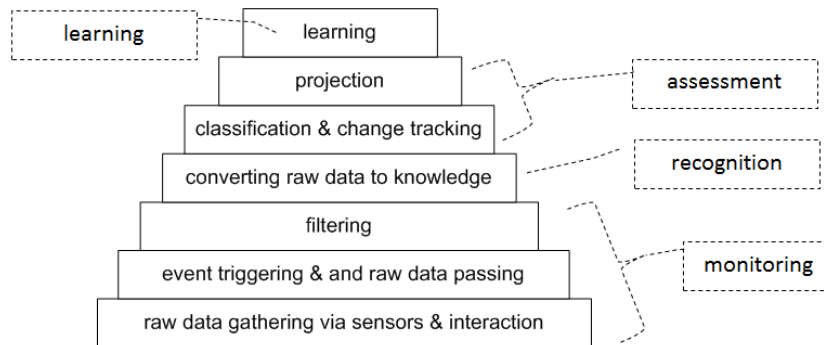 learning
learning
projection
assessment
classification & change tracking
recognition
converting raw data to knowledge
filtering
monitoring
event triggering & and raw data passing
raw data gathering via sensors & interaction